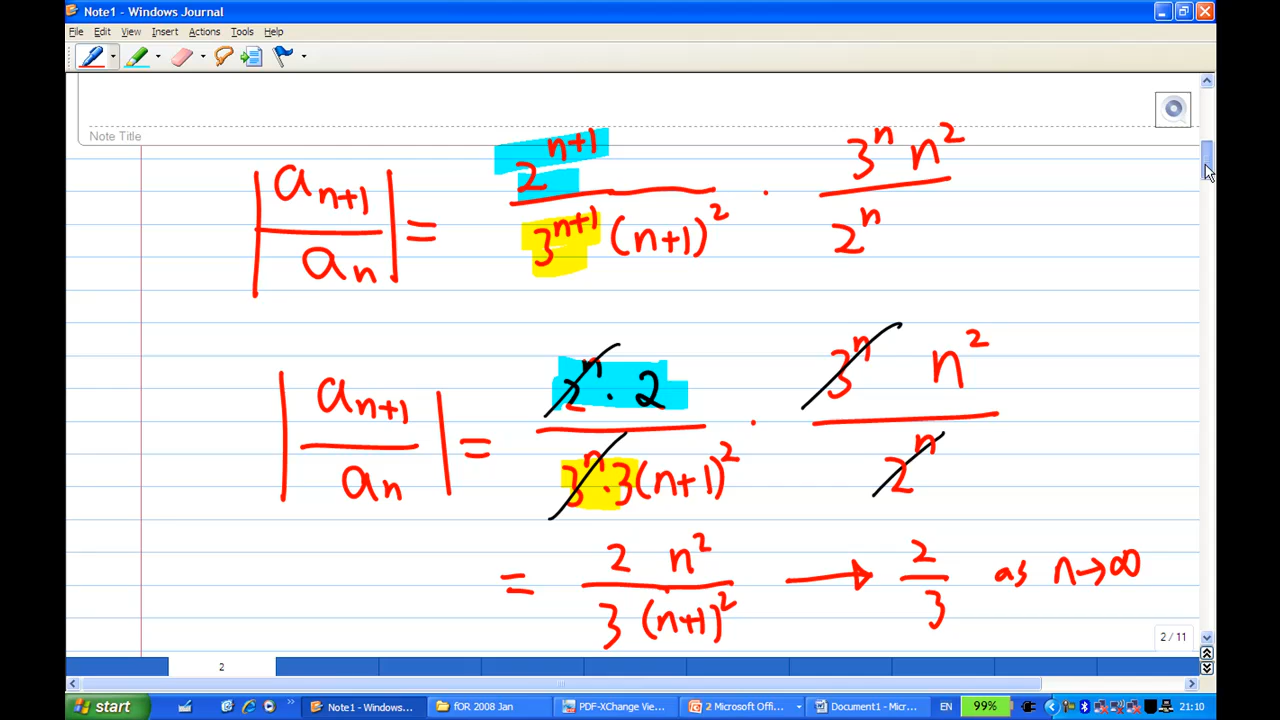 Note1 - Windows Journal
File Edit View Insert Actions Tools Help
Note Title
|a_{n+1}/a_n| = 2^{n+1}/(3^{n+1} (n+1)^2) · 3^n n^2/2^n
|a_{n+1}/a_n| = 2^n · 2/(3^n · 3(n+1)^2) · 3^n n^2/2^n
= 2 n^2/(3 (n+1)^2) → 2/3 as n→∞
2 / 11
2
start Note1 - Windows... fOR 2008 Jan PDF-XChange Vie... 2 Microsoft Offi... Document1 - Micr... EN 99% 21:10